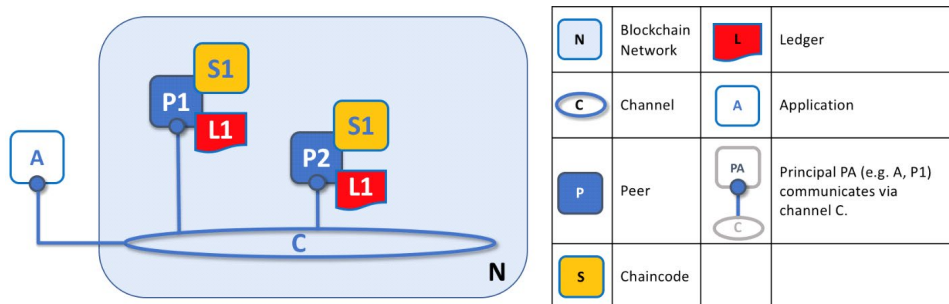 S1
P1
L1
S1
P2
L1
A
C
N
N
Blockchain
Network
L
Ledger
C
Channel
A
Application
P
Peer
PA
C
Principal PA (e.g. A, P1)
communicates via
channel C.
S
Chaincode